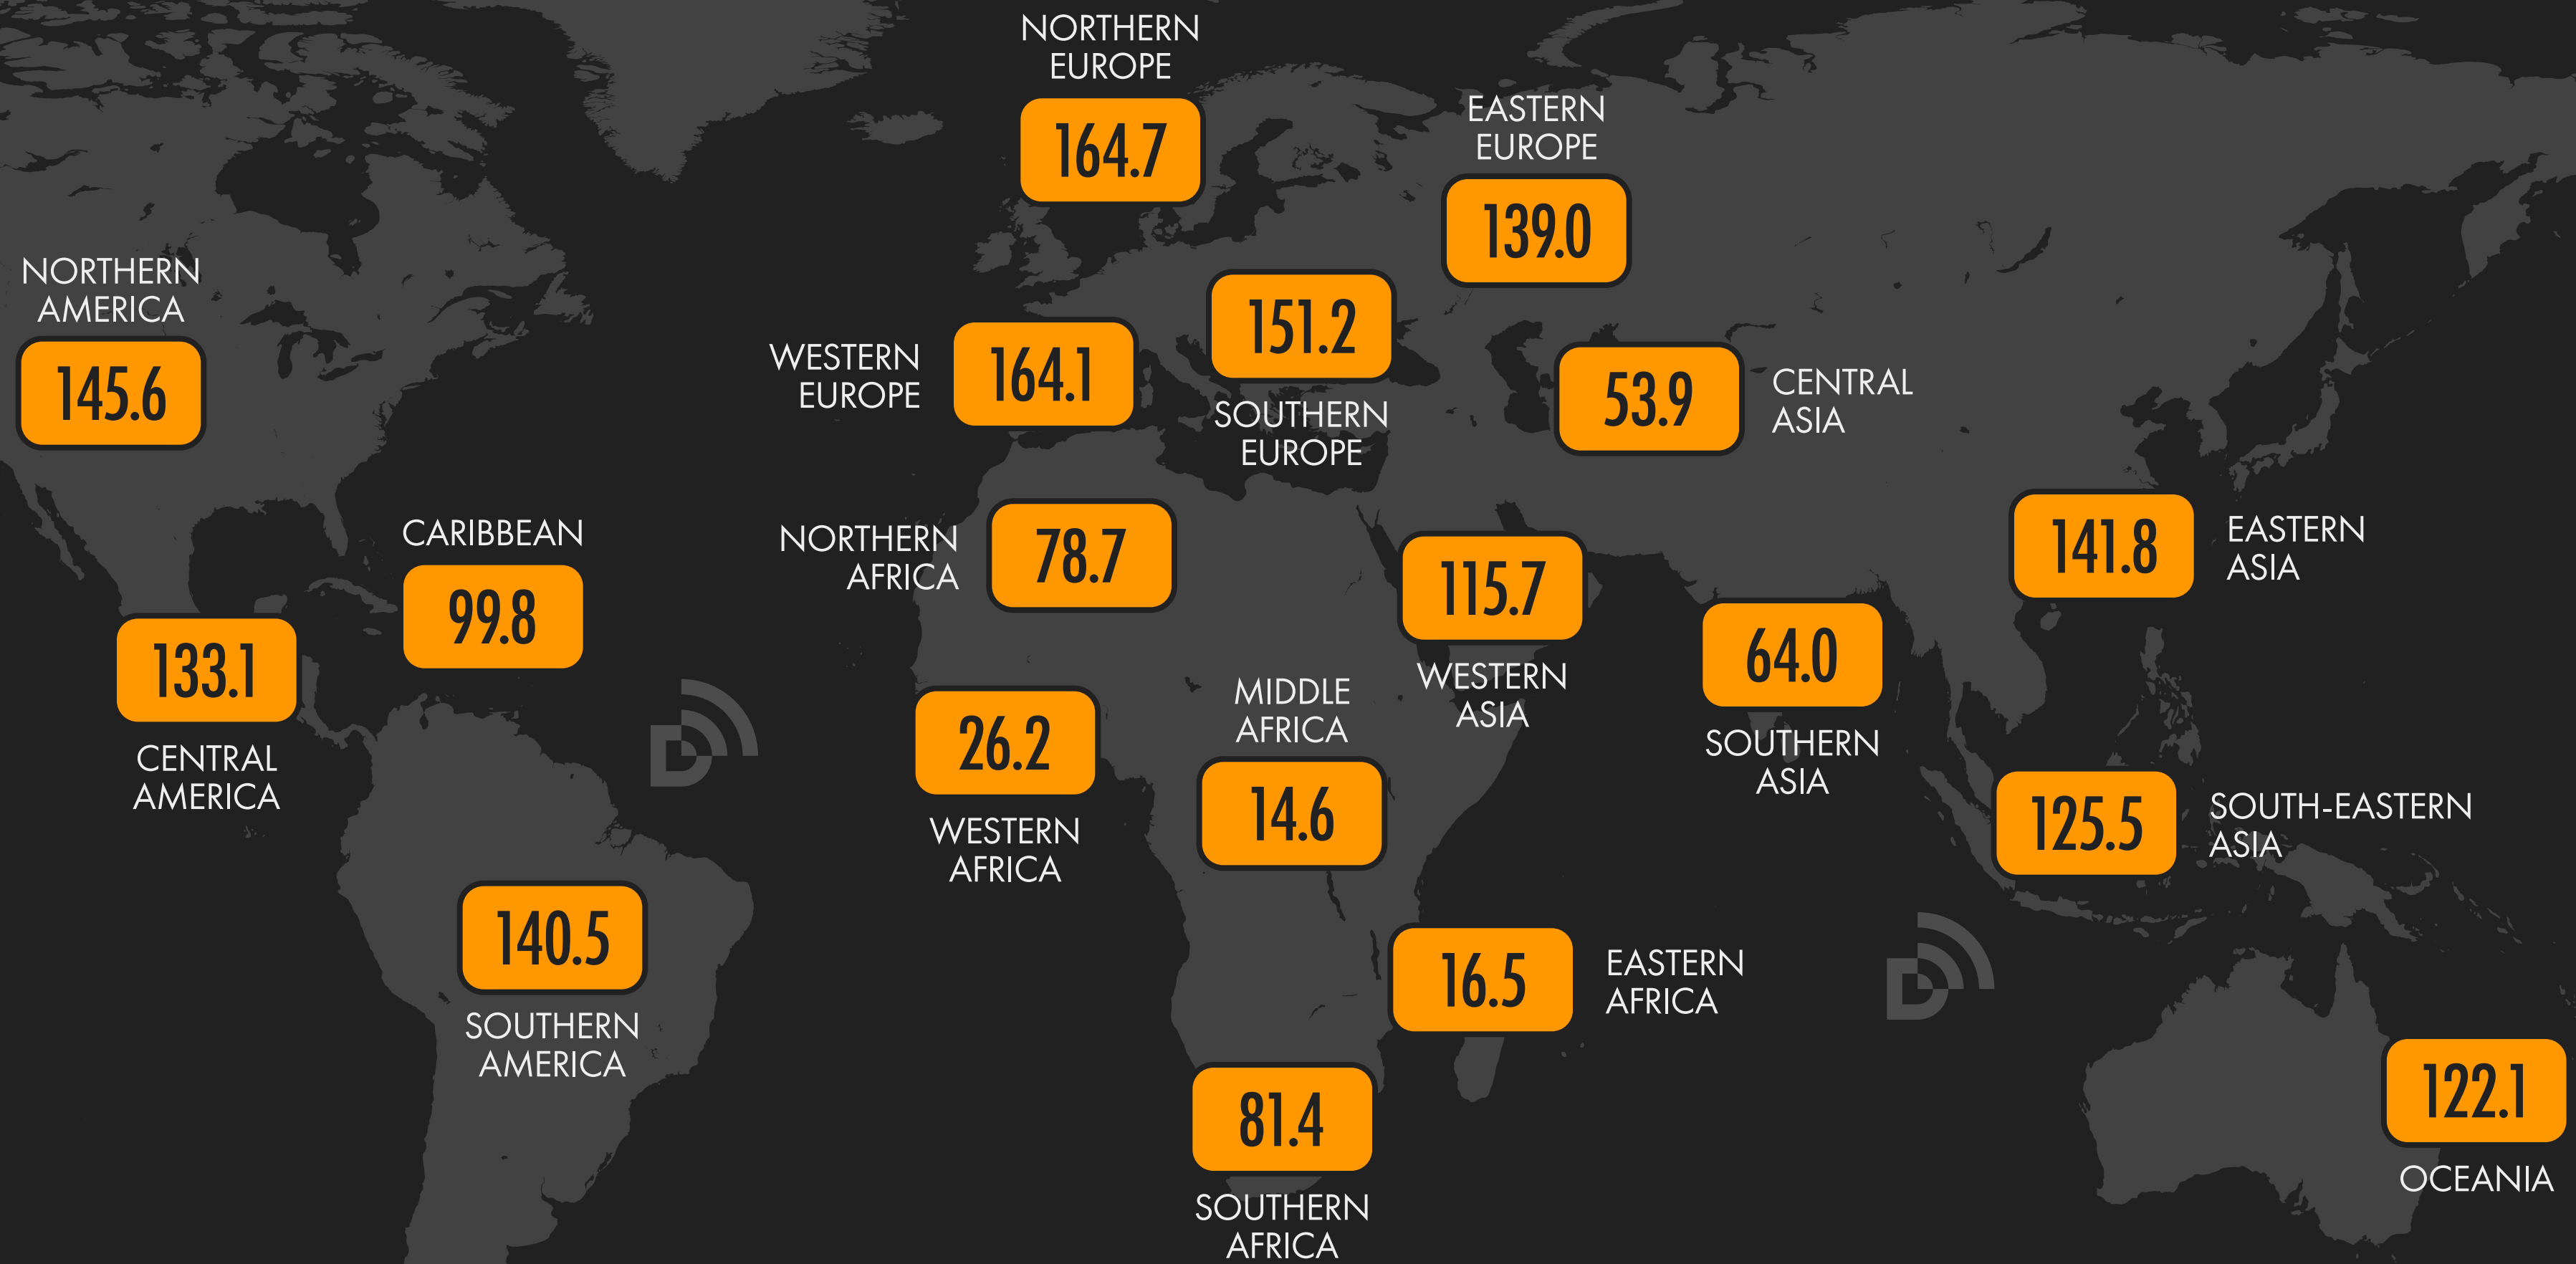 NORTHERN
EUROPE
164.7
EASTERN
EUROPE
139.0
NORTHERN
AMERICA
145.6
WESTERN
EUROPE
164.1
151.2
SOUTHERN
EUROPE
53.9
CENTRAL
ASIA
CARIBBEAN
99.8
NORTHERN
AFRICA
78.7
115.7
WESTERN
ASIA
141.8
EASTERN
ASIA
133.1
CENTRAL
AMERICA
64.0
SOUTHERN
ASIA
26.2
WESTERN
AFRICA
MIDDLE
AFRICA
14.6
125.5
SOUTH-EASTERN
ASIA
140.5
SOUTHERN
AMERICA
16.5
EASTERN
AFRICA
81.4
SOUTHERN
AFRICA
122.1
OCEANIA